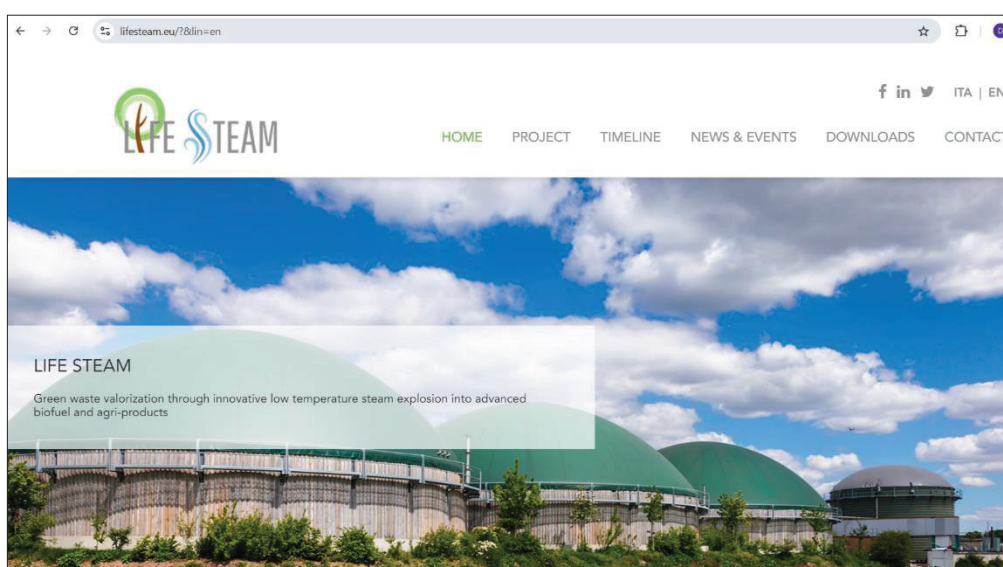 lifesteam.eu/?&lin=en
f in ITA | EN
LIFE STEAM
HOME PROJECT TIMELINE NEWS & EVENTS DOWNLOADS CONTACT
LIFE STEAM
Green waste valorization through innovative low temperature steam explosion into advanced
biofuel and agri-products